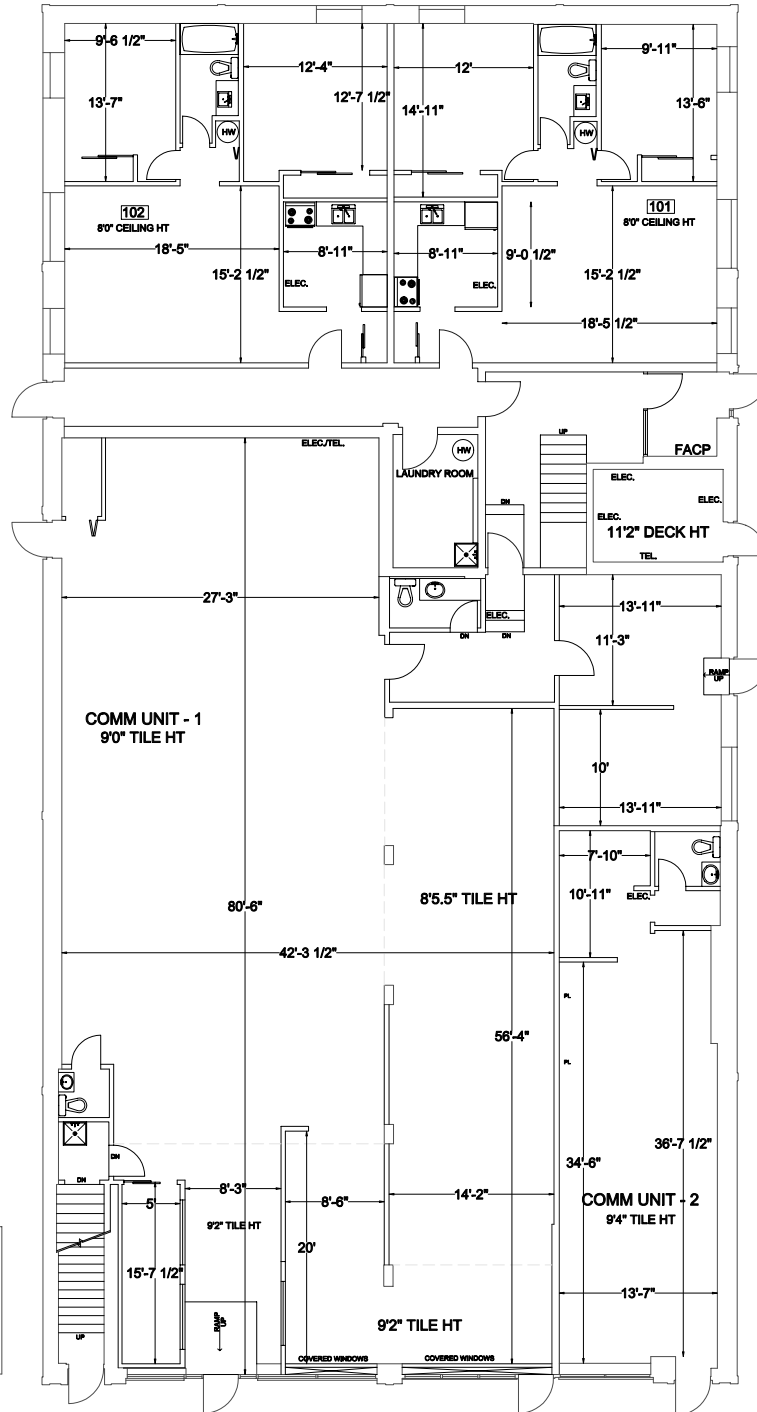 9'-6 1/2"
12'-4"
12'
9'-11"
13'-7"
12'-7 1/2"
14'-11"
13'-6"
HW
HW
102
8'0" CEILING HT
101
8'0" CEILING HT
18'-5"
8'-11"
8'-11"
9'-0 1/2"
15'-2 1/2"
15'-2 1/2"
ELEC.
ELEC.
18'-5 1/2"
UP
ELEC./TEL.
HW
FACP
LAUNDRY ROOM
ELEC.
ELEC.
DN
ELEC.
11'2" DECK HT
TEL.
27'-3"
13'-11"
ELEC.
11'-3"
DN
DN
RAMP
UP
COMM UNIT - 1
9'0" TILE HT
10'
13'-11"
7'-10"
10'-11"
ELEC.
8'5.5" TILE HT
80'-6"
42'-3 1/2"
PL
56'-4"
PL
36'-7 1/2"
DN
34'-6"
DN
8'-3"
8'-6"
14'-2"
COMM UNIT - 2
9'4" TILE HT
5'
9'2" TILE HT
20'
15'-7 1/2"
13'-7"
RAMP
UP
9'2" TILE HT
UP
COVERED WINDOWS
COVERED WINDOWS